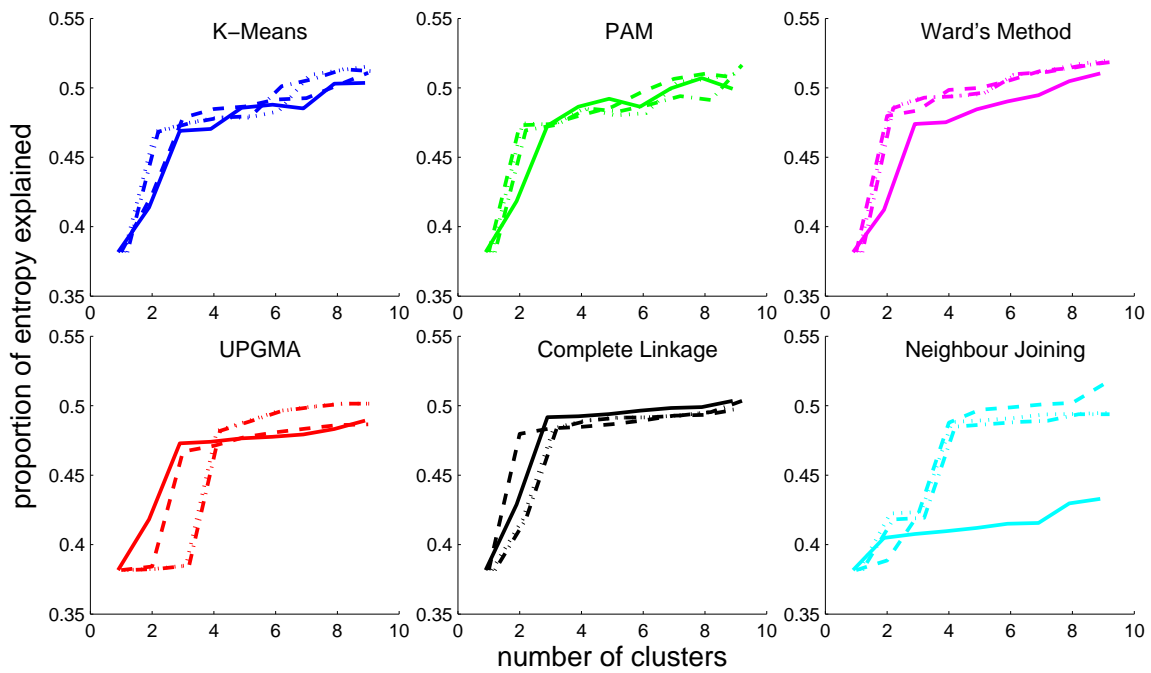 K−Means
PAM
Ward's Method
0.55
0.5
0.45
0.4
0.35
0 2 4 6 8 10
0.55
0.5
0.45
0.4
0.35
0 2 4 6 8 10
0.55
0.5
0.45
0.4
0.35
0 2 4 6 8 10
proportion of entropy explained
UPGMA
Complete Linkage
Neighbour Joining
0.55
0.5
0.45
0.4
0.35
0 2 4 6 8 10
0.55
0.5
0.45
0.4
0.35
0 2 4 6 8 10
0.55
0.5
0.45
0.4
0.35
0 2 4 6 8 10
number of clusters